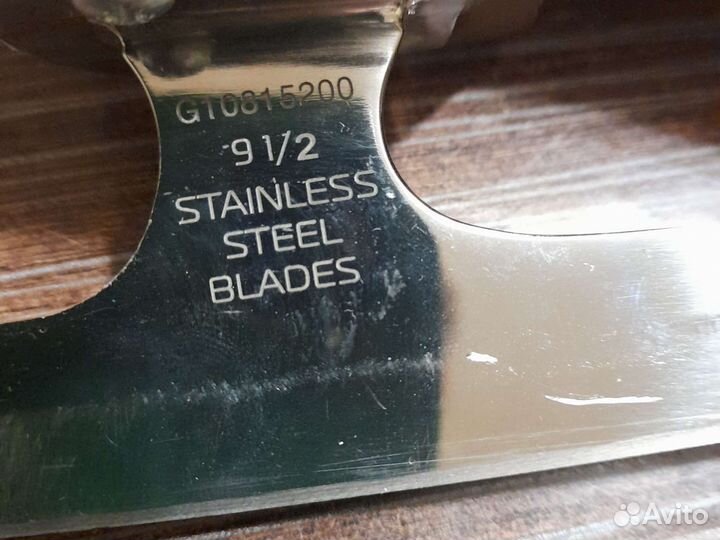 G10815200
9 1/2
STAINLESS
STEEL
BLADES
Avito